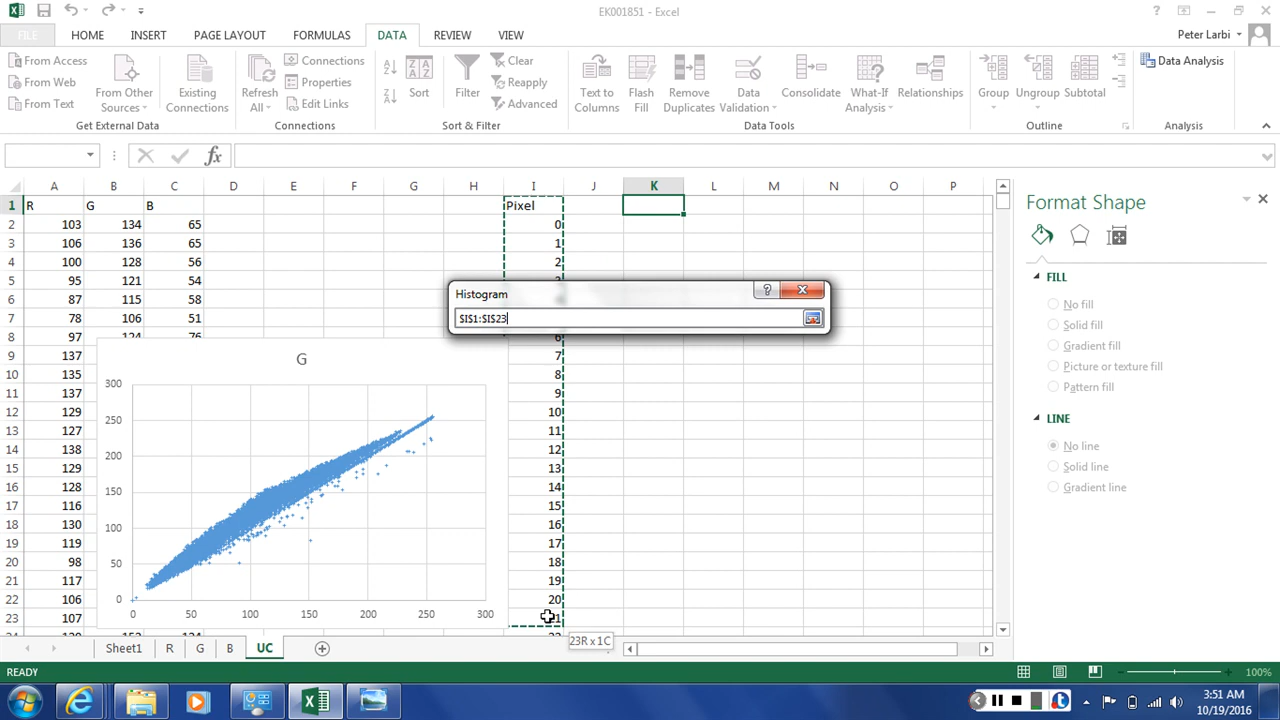 EK001851 - Excel
FILE HOME INSERT PAGE LAYOUT FORMULAS DATA REVIEW VIEW Peter Larbi
From Access
From Web
From Text
From Other Sources
Existing Connections
Get External Data
Refresh All
Connections
Properties
Edit Links
Connections
Sort
Filter
Clear
Reapply
Advanced
Sort & Filter
Text to Columns
Flash Fill
Remove Duplicates
Data Validation
Consolidate
What-If Analysis
Relationships
Data Tools
Group
Ungroup
Subtotal
Outline
Data Analysis
Analysis
fx
A B C D E F G H I J K L M N O P
1 R G B Pixel
2 103 134 65 0
3 106 136 65 1
4 100 128 56 2
5 95 121 54
6 87 115 58
7 78 106 51
8 97 124 76 6
9 137 7
10 135 8
11 137 9
12 129 10
13 127 11
14 138 12
15 129 13
16 128 14
17 116 15
18 130 16
19 119 17
20 98 18
21 117 19
22 106 20
23 107
Histogram
$I$1:$I$23
G
300
250
200
150
100
50
0
0 50 100 150 200 250 300
23R x 1C
Format Shape
FILL
No fill
Solid fill
Gradient fill
Picture or texture fill
Pattern fill
LINE
No line
Solid line
Gradient line
Sheet1 R G B UC
READY 100%
3:51 AM
10/19/2016